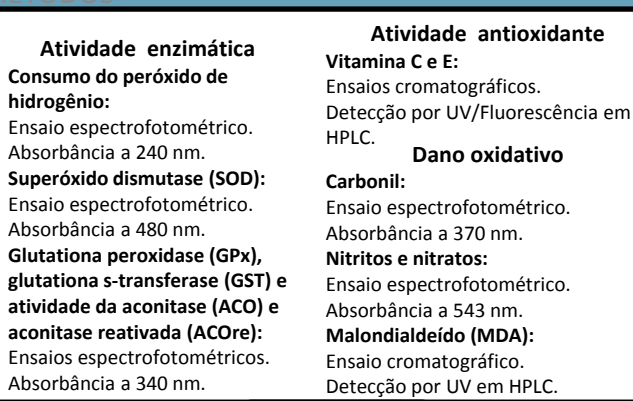 Atividade enzimática
Consumo do peróxido de
hidrogênio:
Ensaio espectrofotométrico.
Absorbância a 240 nm.
Superóxido dismutase (SOD):
Ensaio espectrofotométrico.
Absorbância a 480 nm.
Glutationa peroxidase (GPx),
glutationa s-transferase (GST) e
atividade da aconitase (ACO) e
aconitase reativada (ACOre):
Ensaios espectrofotométricos.
Absorbância a 340 nm.
Atividade antioxidante
Vitamina C e E:
Ensaios cromatográficos.
Detecção por UV/Fluorescência em
HPLC.
Dano oxidativo
Carbonil:
Ensaio espectrofotométrico.
Absorbância a 370 nm.
Nitritos e nitratos:
Ensaio espectrofotométrico.
Absorbância a 543 nm.
Malondialdeído (MDA):
Ensaio cromatográfico.
Detecção por UV em HPLC.